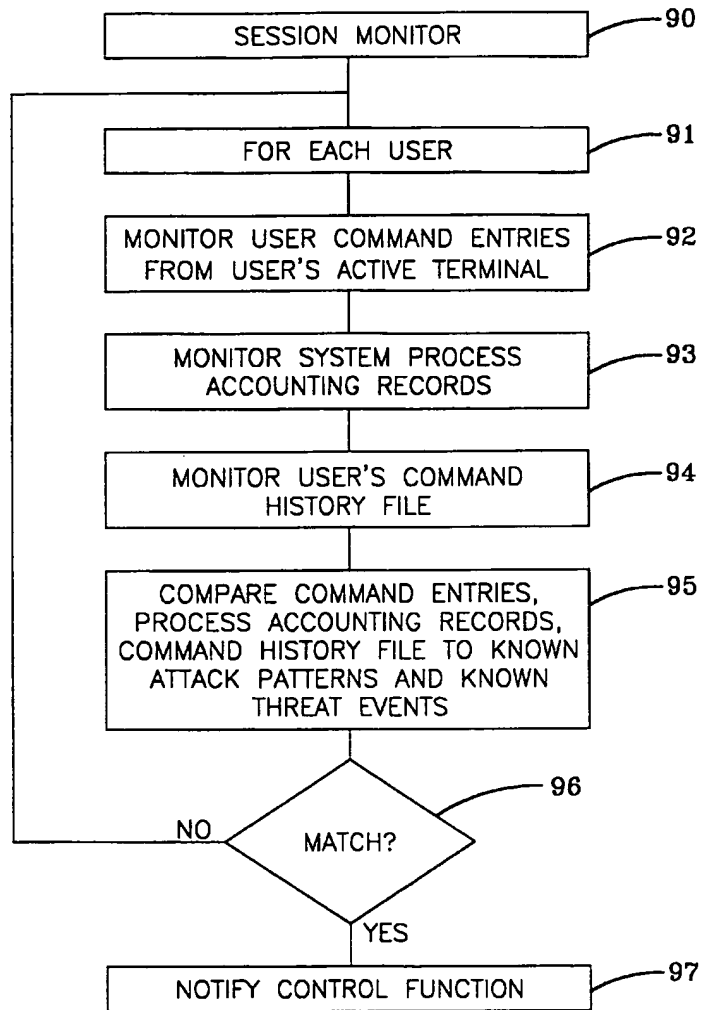 SESSION MONITOR
90
FOR EACH USER
91
MONITOR USER COMMAND ENTRIES
FROM USER'S ACTIVE TERMINAL
92
MONITOR SYSTEM PROCESS
ACCOUNTING RECORDS
93
MONITOR USER'S COMMAND
HISTORY FILE
94
COMPARE COMMAND ENTRIES,
PROCESS ACCOUNTING RECORDS,
COMMAND HISTORY FILE TO KNOWN
ATTACK PATTERNS AND KNOWN
THREAT EVENTS
95
MATCH?
96
NO
YES
NOTIFY CONTROL FUNCTION
97